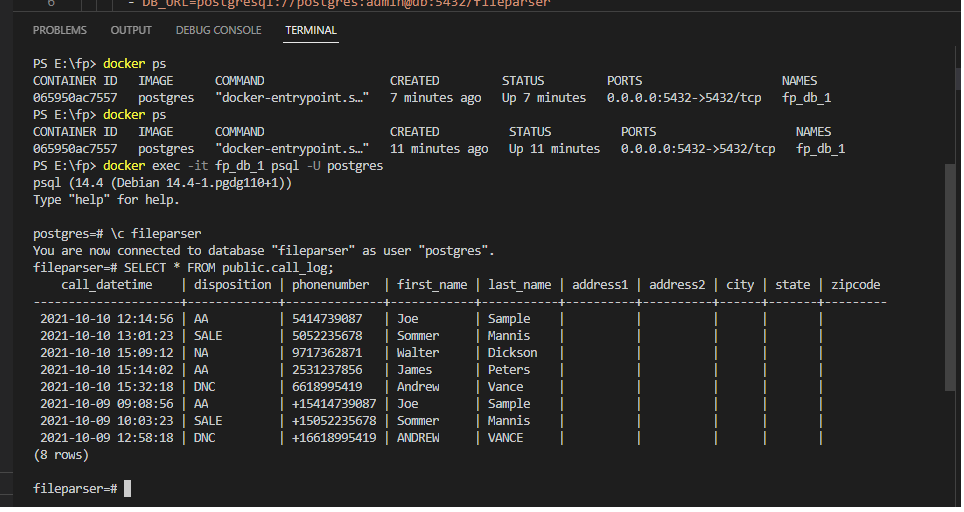 6 - DB_URL=postgresql://postgres:admin@db:5432/fileparser
PROBLEMS OUTPUT DEBUG CONSOLE TERMINAL
PS E:\fp> docker ps
CONTAINER ID IMAGE COMMAND CREATED STATUS PORTS NAMES
065950ac7557 postgres "docker-entrypoint.s…" 7 minutes ago Up 7 minutes 0.0.0.0:5432->5432/tcp fp_db_1
PS E:\fp> docker ps
CONTAINER ID IMAGE COMMAND CREATED STATUS PORTS NAMES
065950ac7557 postgres "docker-entrypoint.s…" 11 minutes ago Up 11 minutes 0.0.0.0:5432->5432/tcp fp_db_1
PS E:\fp> docker exec -it fp_db_1 psql -U postgres
psql (14.4 (Debian 14.4-1.pgdg110+1))
Type "help" for help.
postgres=# \c fileparser
You are now connected to database "fileparser" as user "postgres".
fileparser=# SELECT * FROM public.call_log;
call_datetime | disposition | phonenumber | first_name | last_name | address1 | address2 | city | state | zipcode
---------------------+-------------+--------------+------------+-----------+----------+----------+------+-------+---------
2021-10-10 12:14:56 | AA | 5414739087 | Joe | Sample | | | | |
2021-10-10 13:01:23 | SALE | 5052235678 | Sommer | Mannis | | | | |
2021-10-10 15:09:12 | NA | 9717362871 | Walter | Dickson | | | | |
2021-10-10 15:14:02 | AA | 2531237856 | James | Peters | | | | |
2021-10-10 15:32:18 | DNC | 6618995419 | Andrew | Vance | | | | |
2021-10-09 09:08:56 | AA | +15414739087 | Joe | Sample | | | | |
2021-10-09 10:03:23 | SALE | +15052235678 | Sommer | Mannis | | | | |
2021-10-09 12:58:18 | DNC | +16618995419 | ANDREW | VANCE | | | | |
(8 rows)
fileparser=#